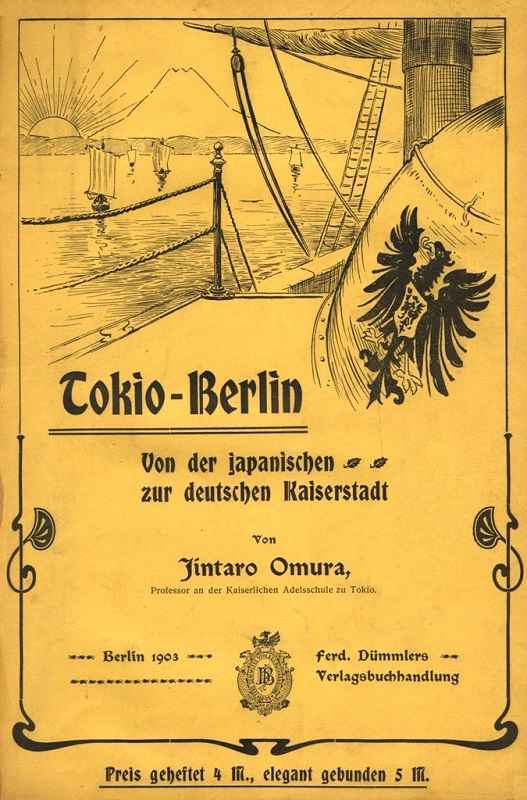 Tokio-Berlin
Von der japanischen
zur deutschen Kaiserstadt
Von
Jintaro Omura,
Professor an der Kaiserlichen Adelsschule zu Tokio.
Berlin 1903
Ferd. Dümmlers
Verlagsbuchhandlung
Preis geheftet 4 M., elegant gebunden 5 M.